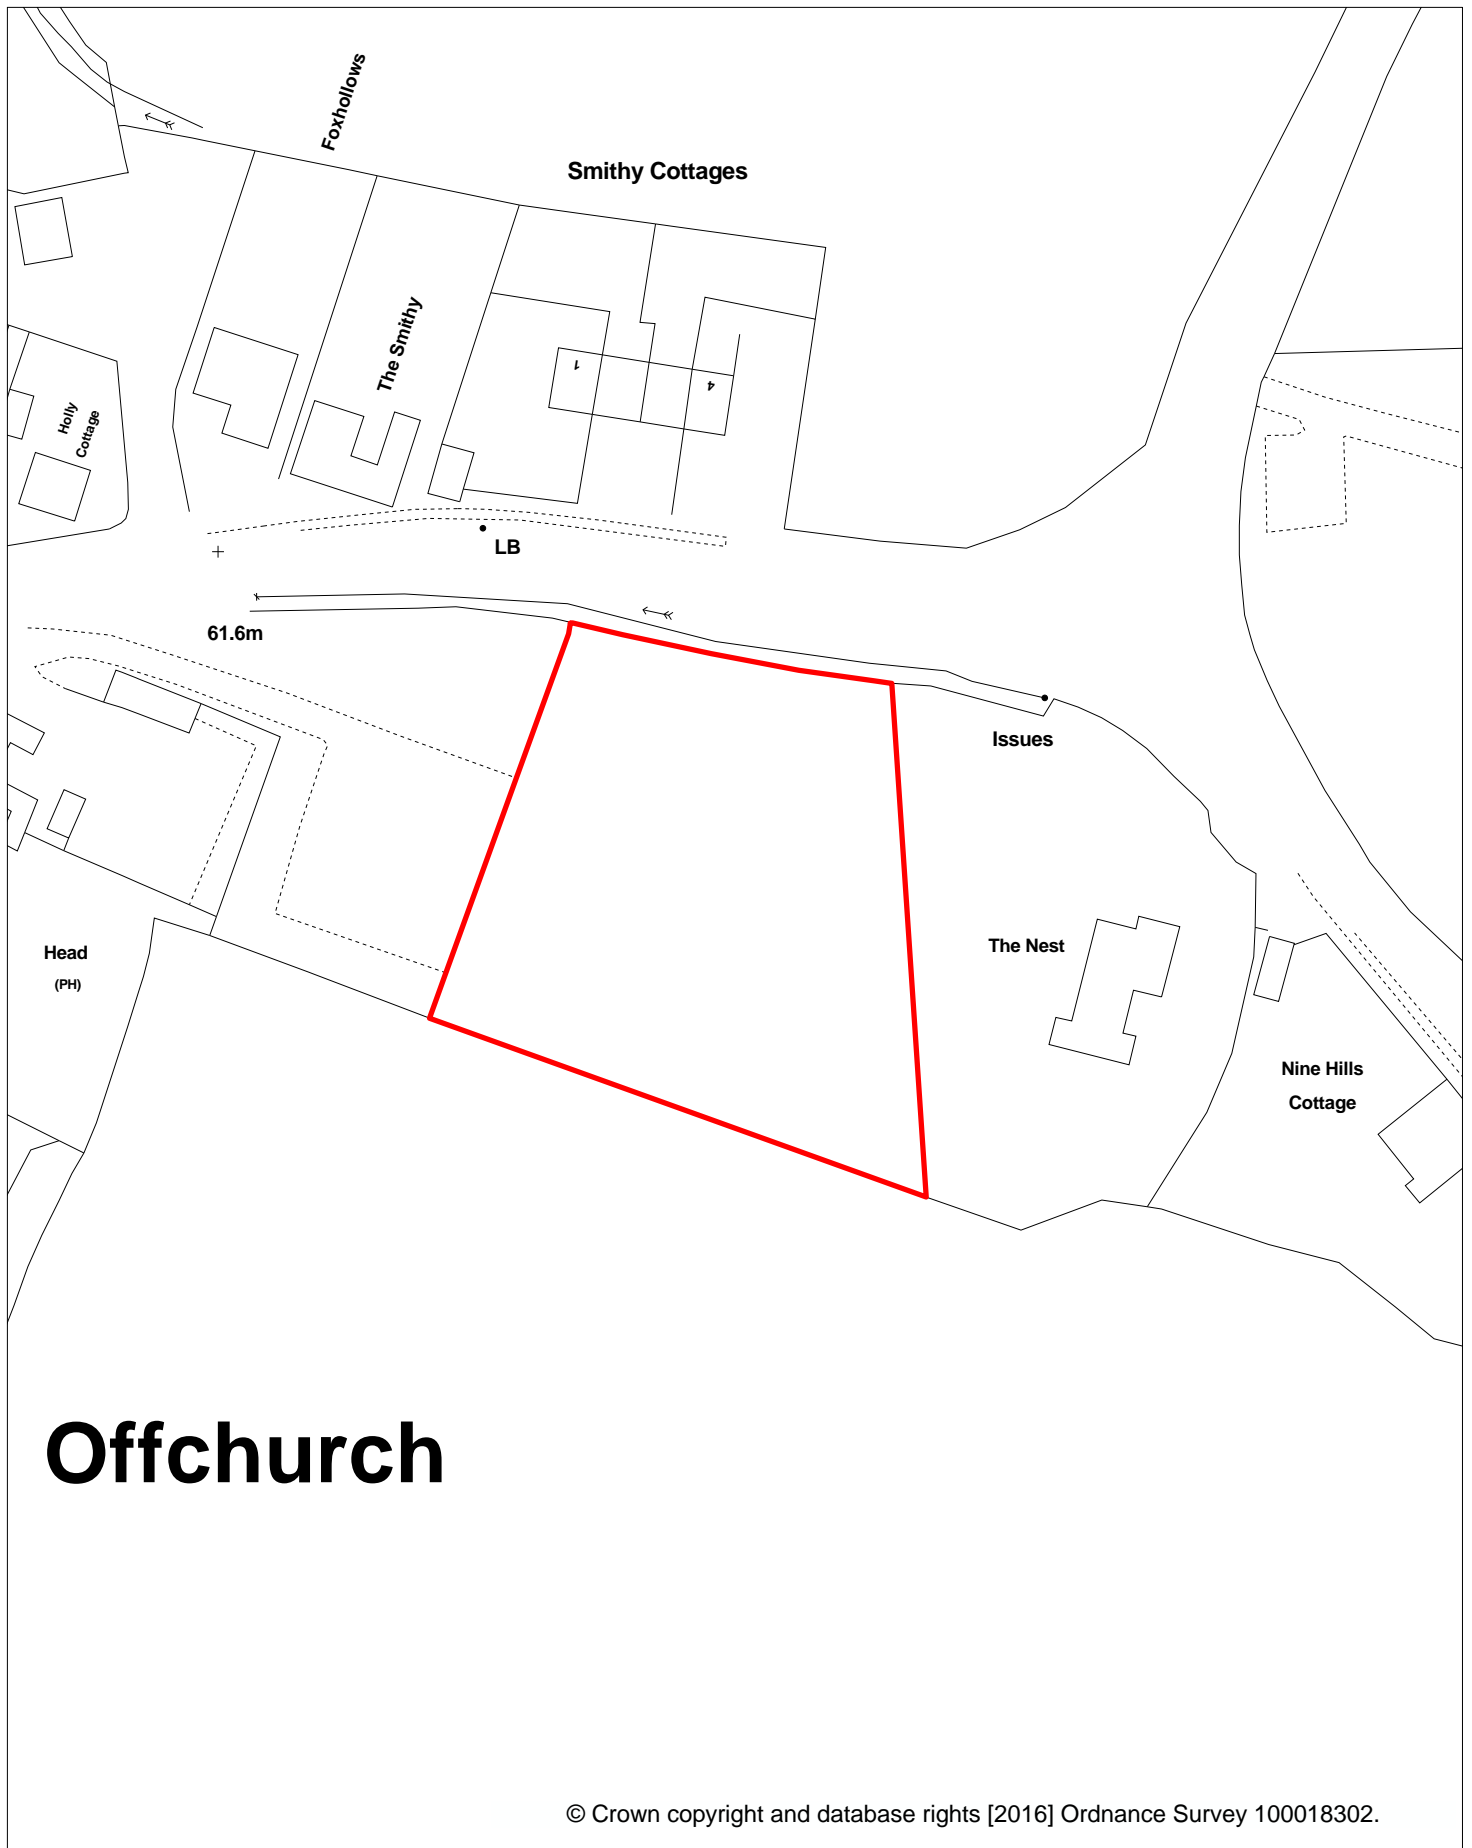 Foxhollows
Smithy Cottages
The Smithy
1
4
Holly
Cottage
LB
61.6m
Issues
Head
(PH)
The Nest
Nine Hills
Cottage
Offchurch
© Crown copyright and database rights [2016] Ordnance Survey 100018302.